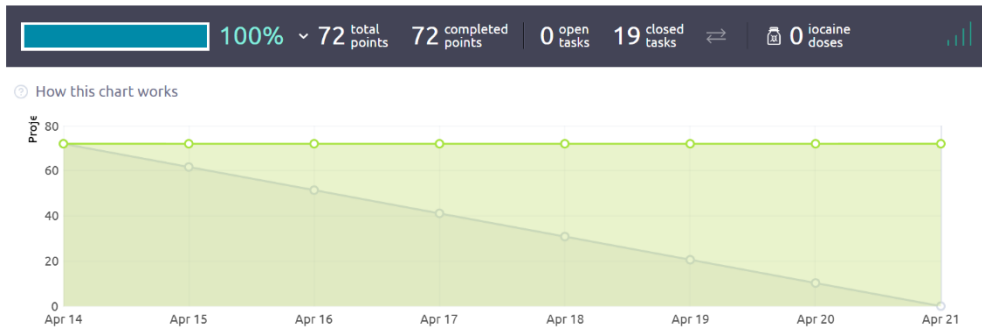 100% 72 total points 72 completed points 0 open tasks 19 closed tasks 0 iocaine doses
How this chart works
Proje
80
60
40
20
0
Apr 14 Apr 15 Apr 16 Apr 17 Apr 18 Apr 19 Apr 20 Apr 21